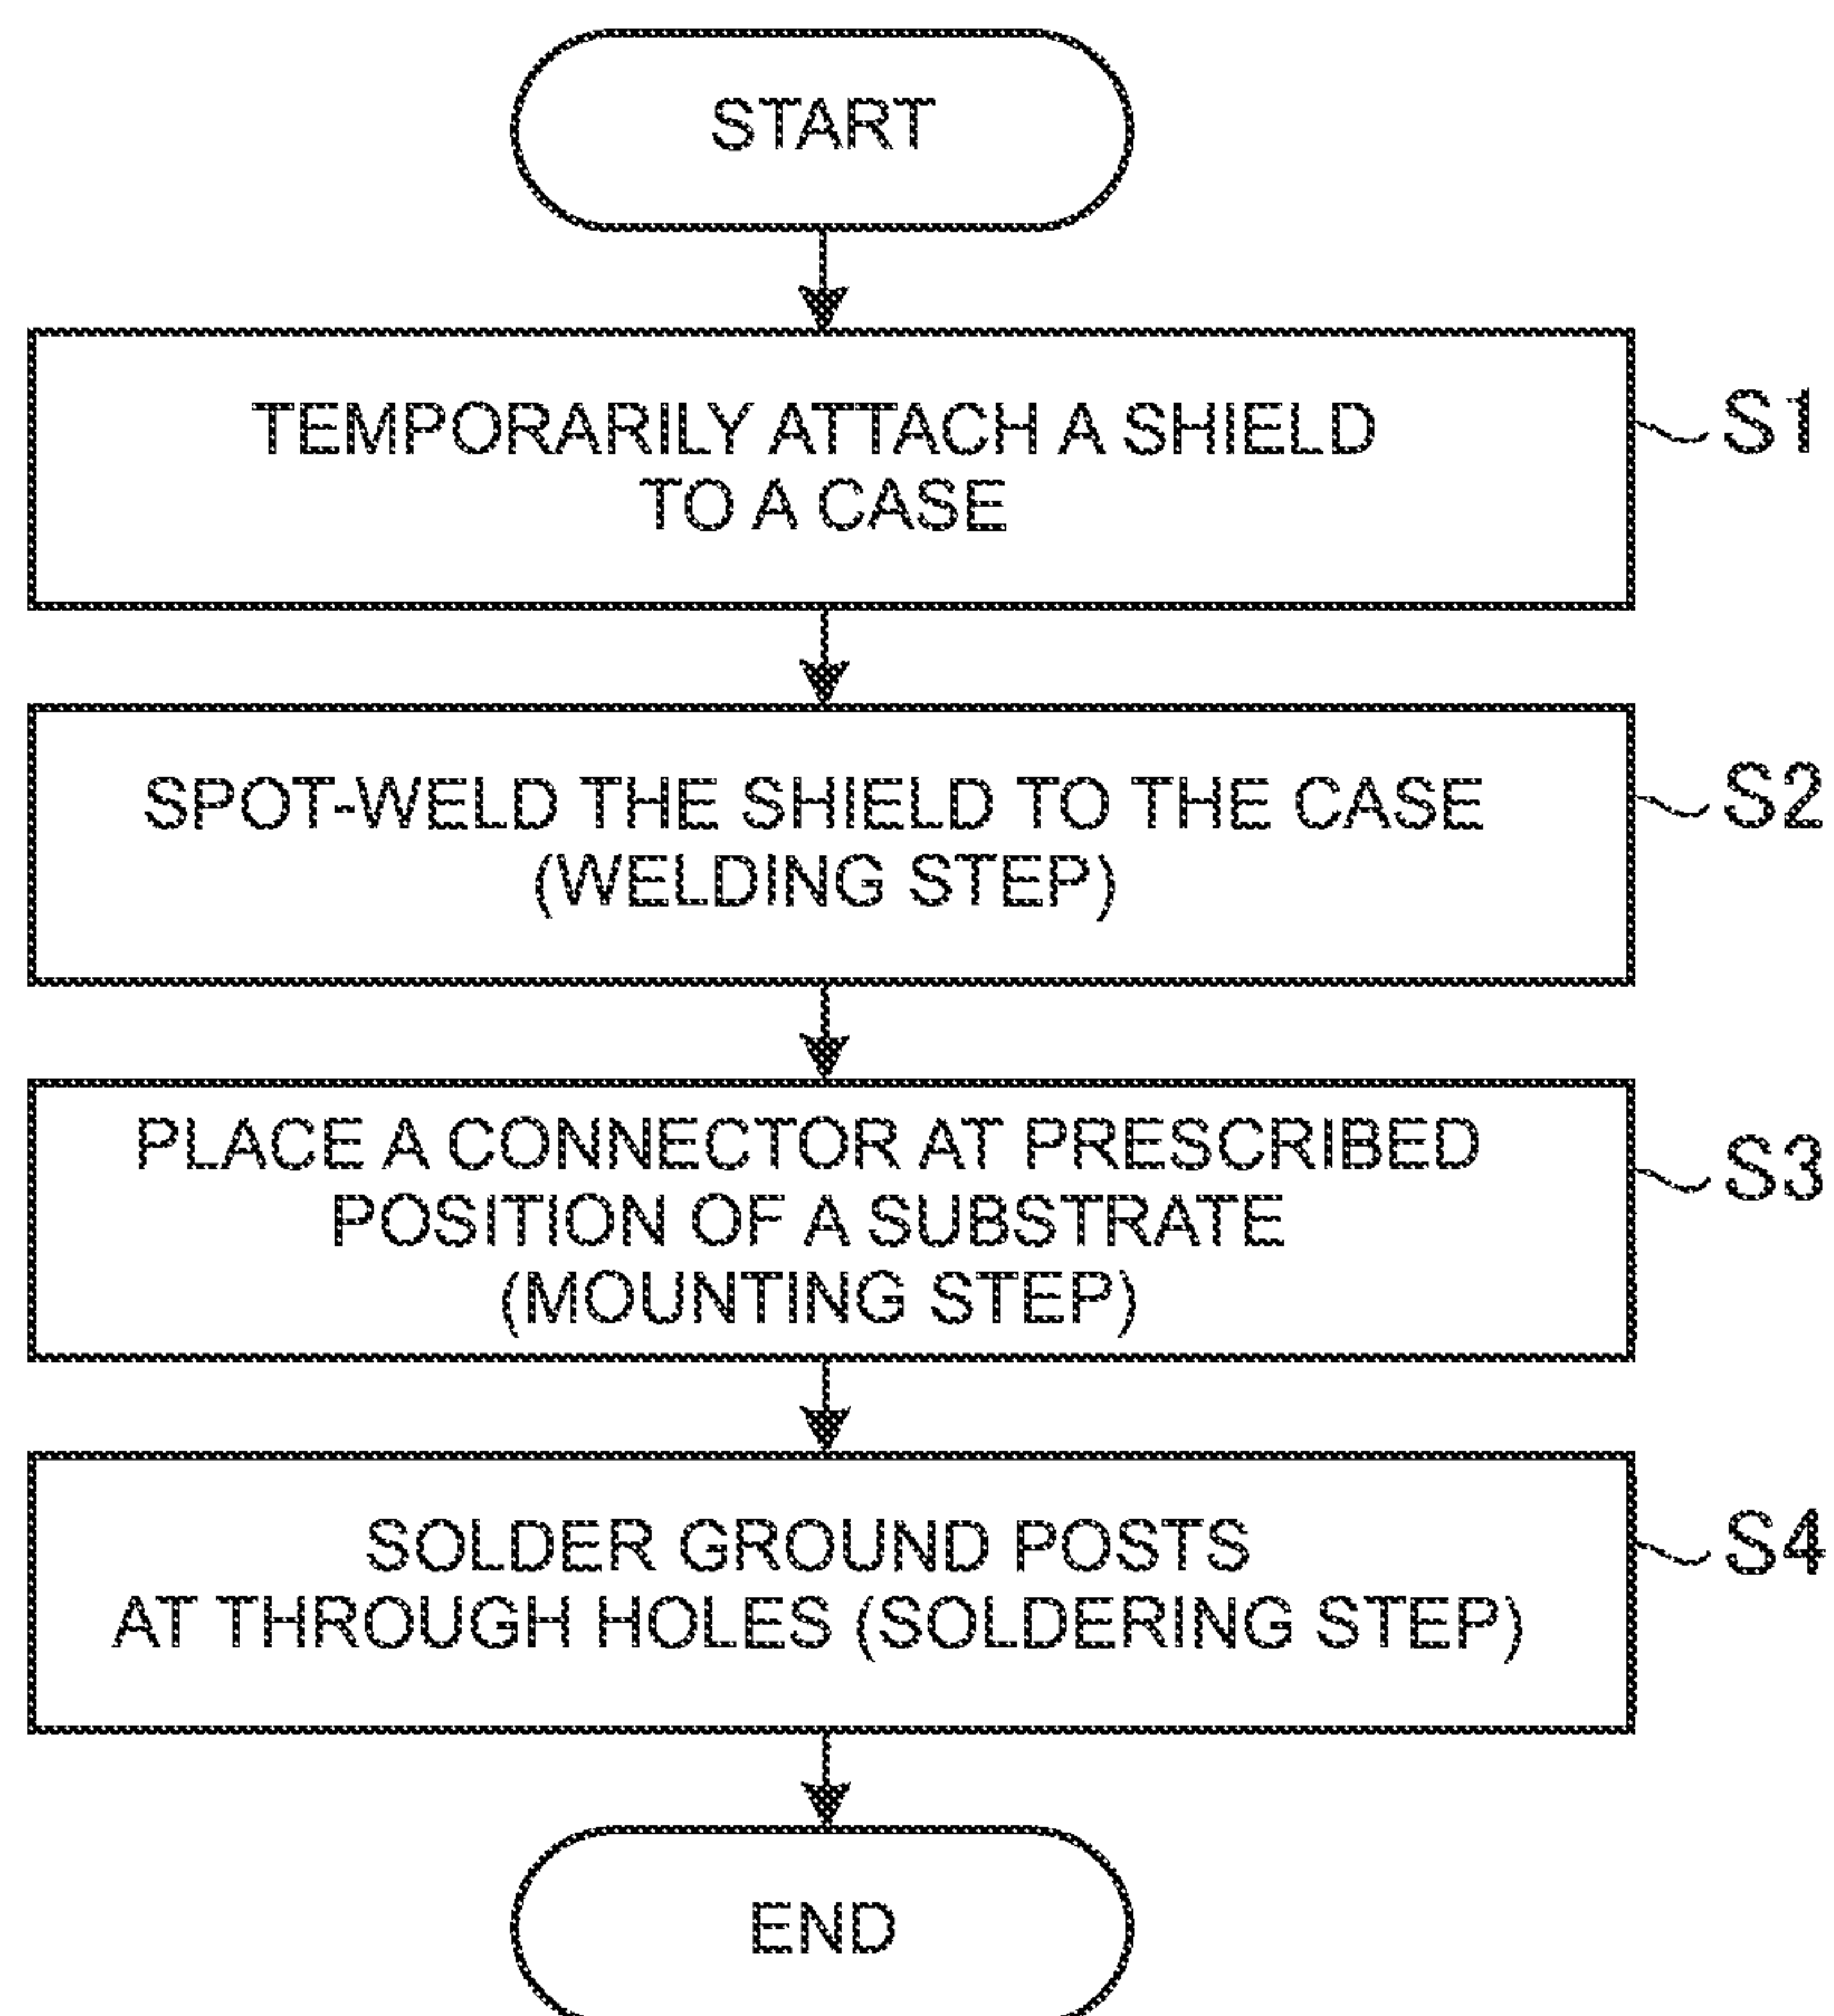 START
TEMPORARILY ATTACH A SHIELD
TO A CASE
S1
SPOT-WELD THE SHIELD TO THE CASE
(WELDING STEP)
S2
PLACE A CONNECTOR AT PRESCRIBED
POSITION OF A SUBSTRATE
(MOUNTING STEP)
S3
SOLDER GROUND POSTS
AT THROUGH HOLES (SOLDERING STEP)
S4
END